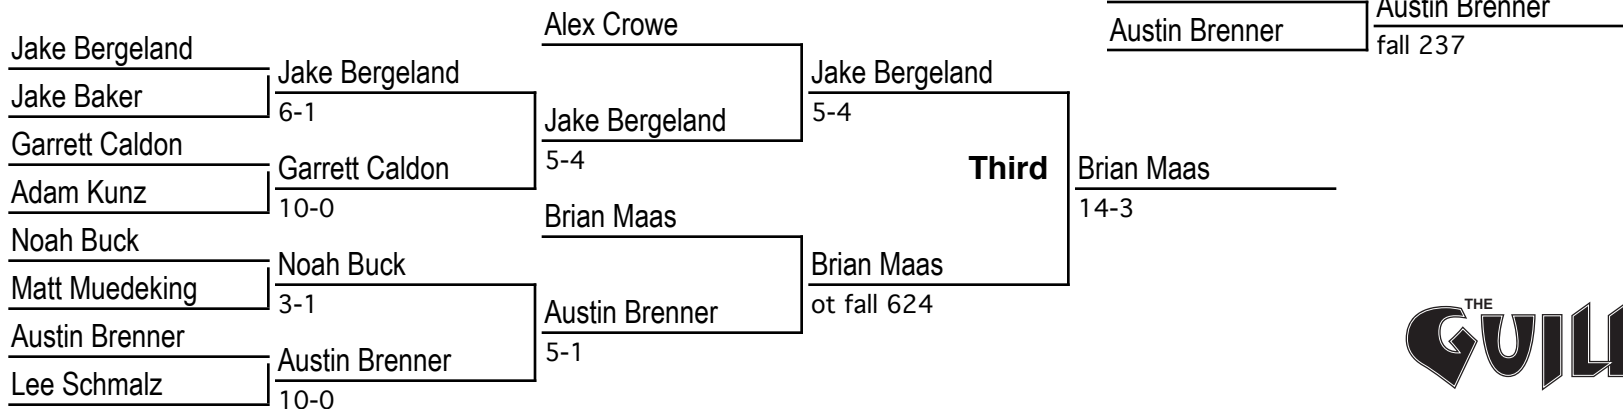 Jake Bergeland
Jake Baker
Garrett Caldon
Adam Kunz
Noah Buck
Matt Muedeking
Austin Brenner
Lee Schmalz
Jake Bergeland
6-1
Garrett Caldon
10-0
Noah Buck
3-1
Austin Brenner
10-0
Alex Crowe
Jake Bergeland
5-4
Brian Maas
Austin Brenner
5-1
Jake Bergeland
5-4
Brian Maas
ot fall 624
Third
Brian Maas
14-3
Austin Brenner
Austin Brenner
fall 237
THE